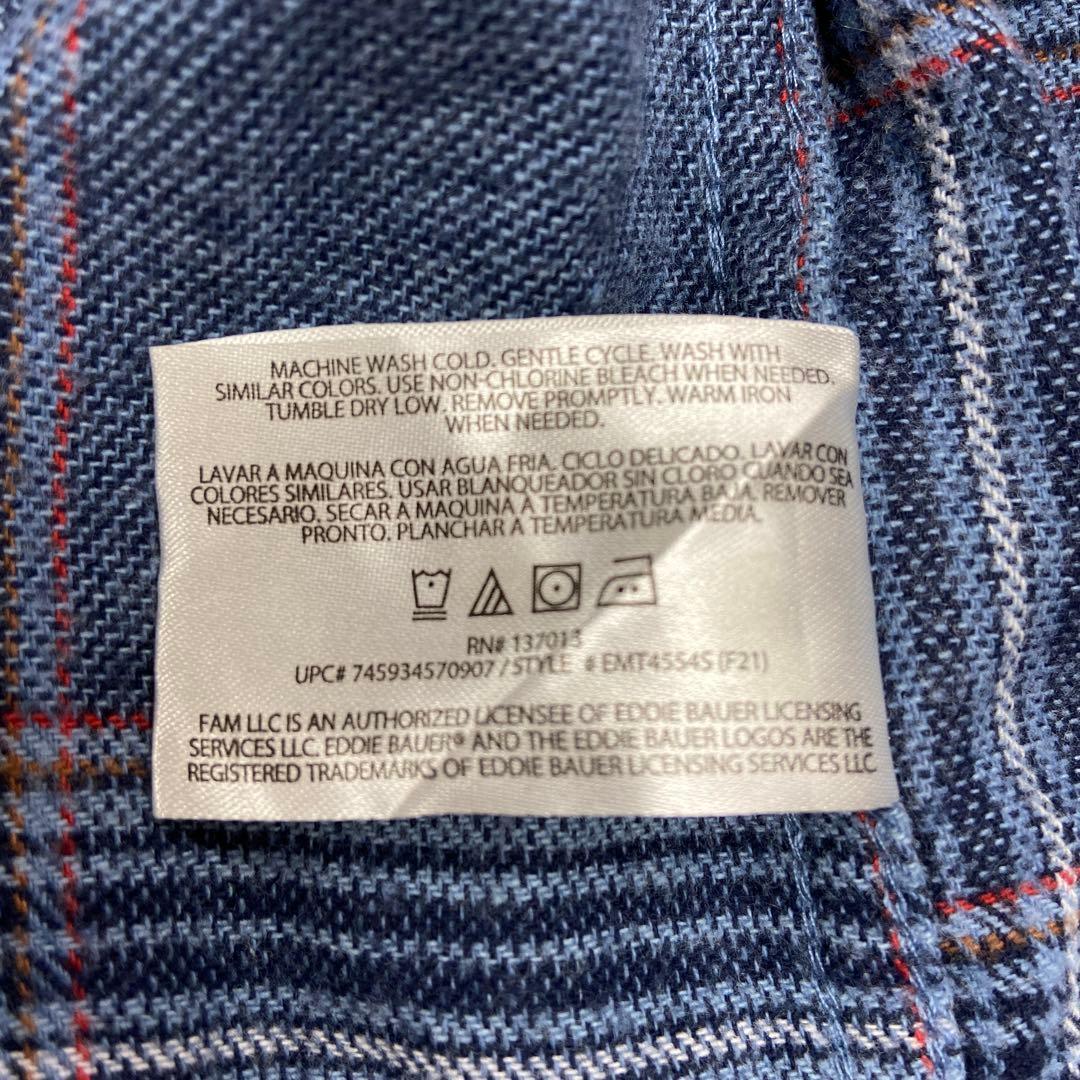 MACHINE WASH COLD. GENTLE CYCLE. WASH WITH
SIMILAR COLORS. USE NON-CHLORINE BLEACH WHEN NEEDED.
TUMBLE DRY LOW. REMOVE PROMPTLY. WARM IRON
WHEN NEEDED.
LAVAR A MAQUINA CON AGUA FRIA. CICLO DELICADO. LAVAR CON
COLORES SIMILARES. USAR BLANQUEADOR SIN CLORO CUANDO SEA
NECESARIO. SECAR A MAQUINA A TEMPERATURA BAJA. REMOVER
PRONTO. PLANCHAR A TEMPERATURA MEDIA.
RN# 137013
UPC# 745934570907 / STYLE # EMT4554S (F21)
FAM LLC IS AN AUTHORIZED LICENSEE OF EDDIE BAUER LICENSING
SERVICES LLC. EDDIE BAUER® AND THE EDDIE BAUER LOGOS ARE THE
REGISTERED TRADEMARKS OF EDDIE BAUER LICENSING SERVICES LLC